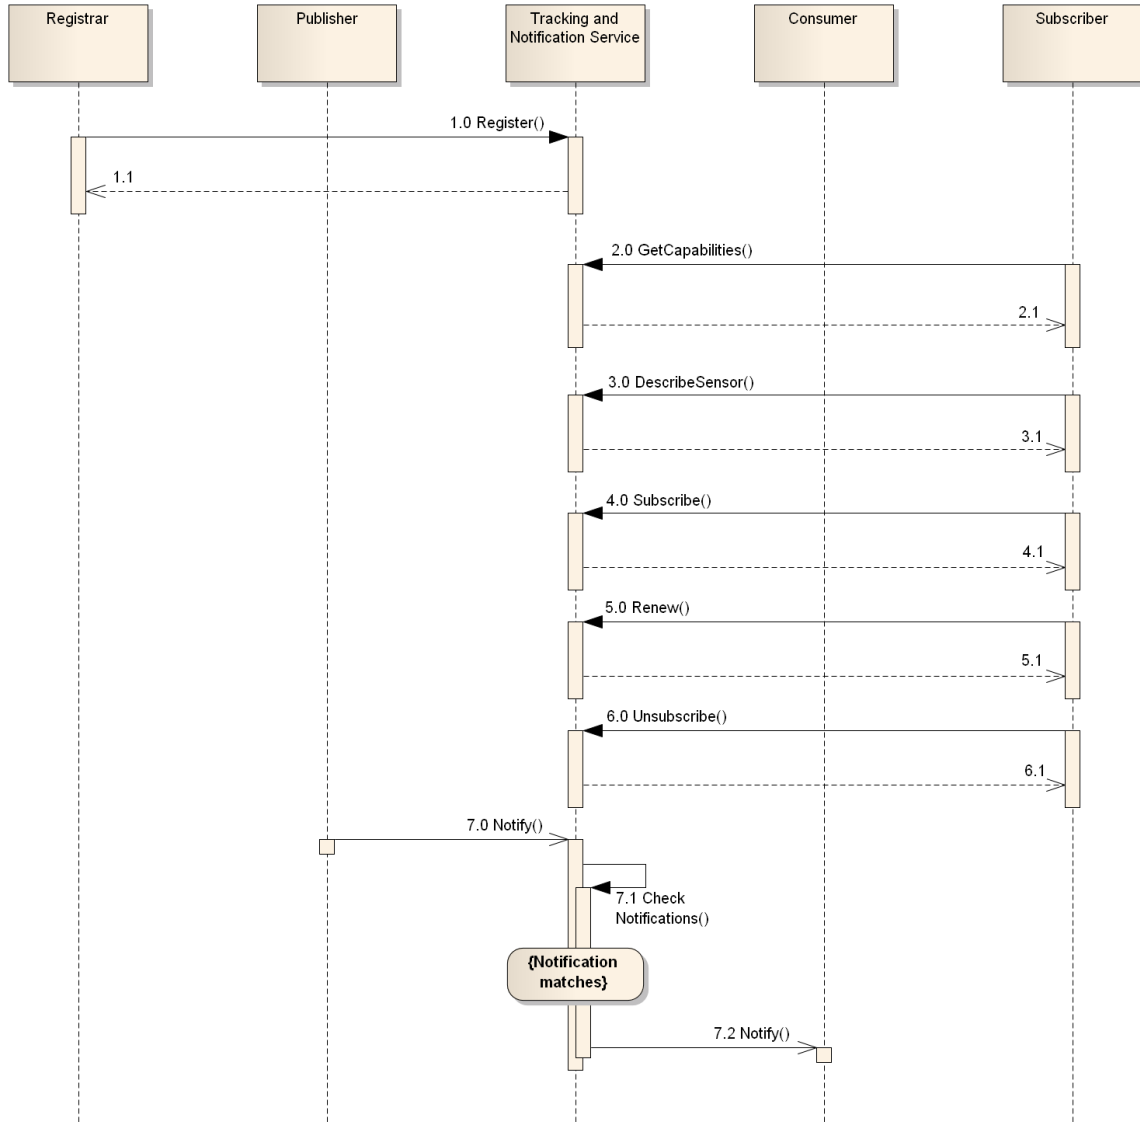 Registrar
Publisher
Tracking and
Notification Service
Consumer
Subscriber
1.0 Register()
1.1
2.0 GetCapabilities()
2.1
3.0 DescribeSensor()
3.1
4.0 Subscribe()
4.1
5.0 Renew()
5.1
6.0 Unsubscribe()
6.1
7.0 Notify()
7.1 Check
Notifications()
{Notification
matches}
7.2 Notify()